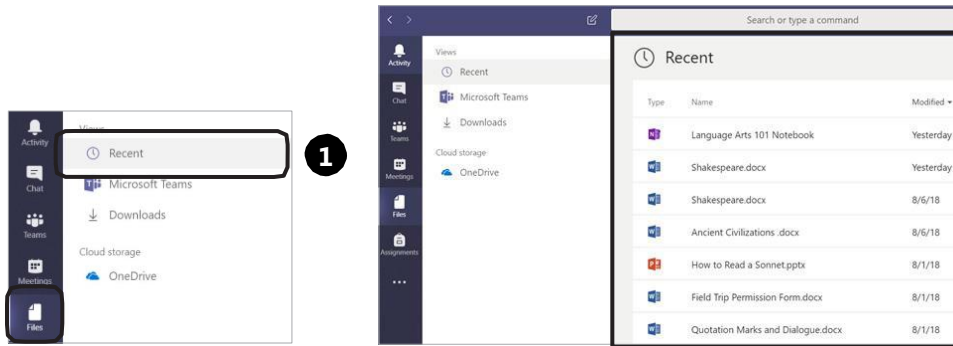 Activity
Chat
Teams
Meetings
Files
Views
Recent
Microsoft Teams
Downloads
Cloud storage
OneDrive
1
Search or type a command
Activity
Chat
Teams
Meetings
Files
Assignments
Views
Recent
Microsoft Teams
Downloads
Cloud storage
OneDrive
Recent
Type Name Modified
Language Arts 101 Notebook Yesterday
Shakespeare.docx Yesterday
Shakespeare.docx 8/6/18
Ancient Civilizations .docx 8/6/18
How to Read a Sonnet.pptx 8/1/18
Field Trip Permission Form.docx 8/1/18
Quotation Marks and Dialogue.docx 8/1/18